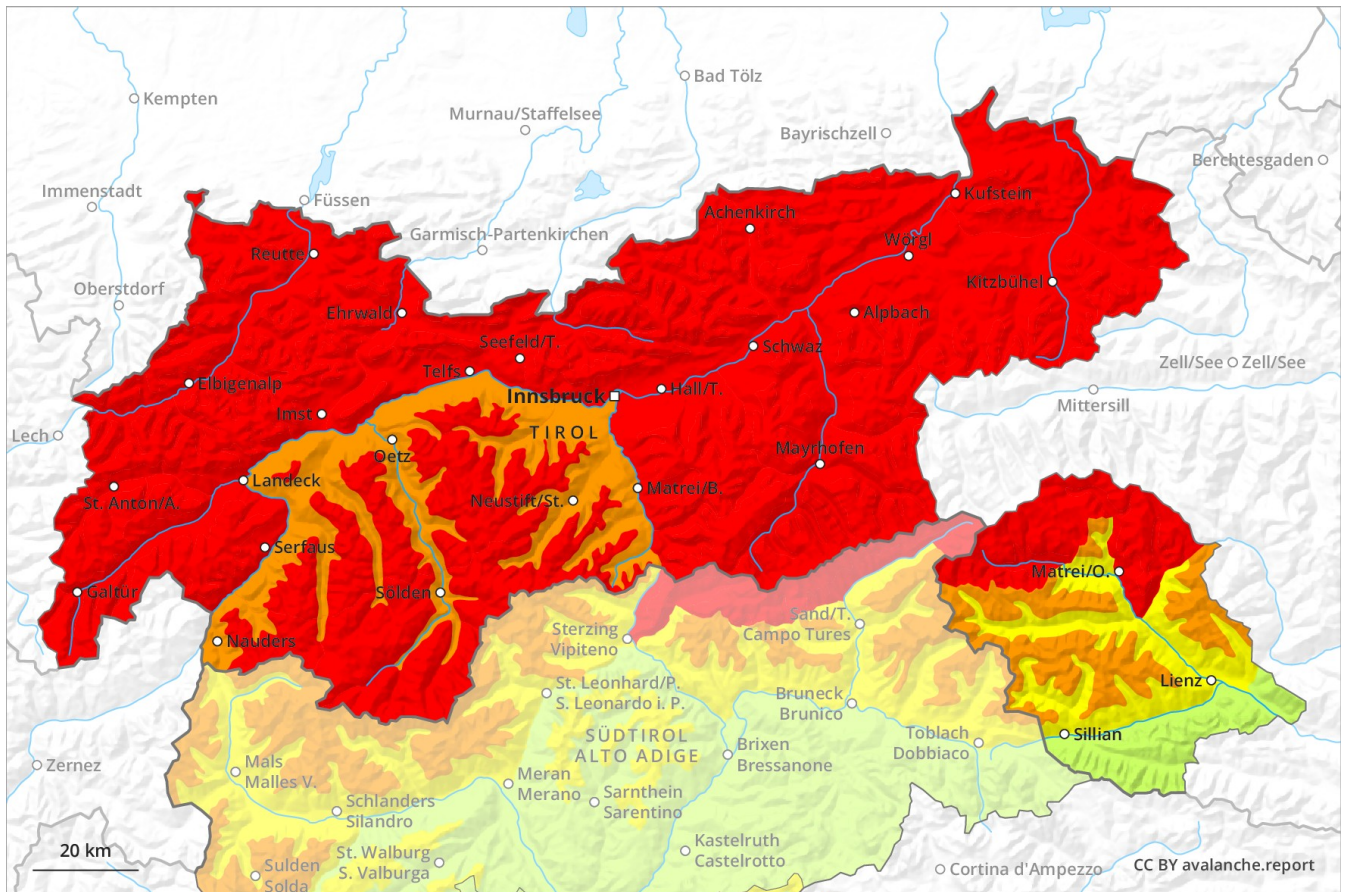 Kempten
Bad Tölz
Murnau/Staffelsee
Bayrischzell
Berchtesgaden
Immenstadt
Füssen
Kufstein
Achenkirch
Garmisch-Partenkirchen
Wörgl
Reutte
Oberstdorf
Kitzbühel
Ehrwald
Alpbach
Seefeld/T.
Schwaz
Zell/See
Zell/See
Telfs
Elbigenalp
Hall/T.
Innsbruck
Mittersill
Imst
TIROL
Lech
Mayrhofen
Oetz
Landeck
Matrei/B.
St. Anton/A.
Neustift/St.
Serfaus
Matrei/O.
Galtür
Sölden
Sand/T.
Campo Tures
Nauders
Sterzing
Vipiteno
Lienz
St. Leonhard/P.
S. Leonardo i. P.
Bruneck
Brunico
Sillian
SÜDTIROL
ALTO ADIGE
Toblach
Dobbiaco
Brixen
Bressanone
Zernez
Mals
Malles V.
Meran
Merano
Sarnthein
Sarentino
Schlanders
Silandro
Kastelruth
Castelrotto
20 km
St. Walburg
S. Valburga
Sulden
Solda
Cortina d'Ampezzo
CC BY avalanche.report